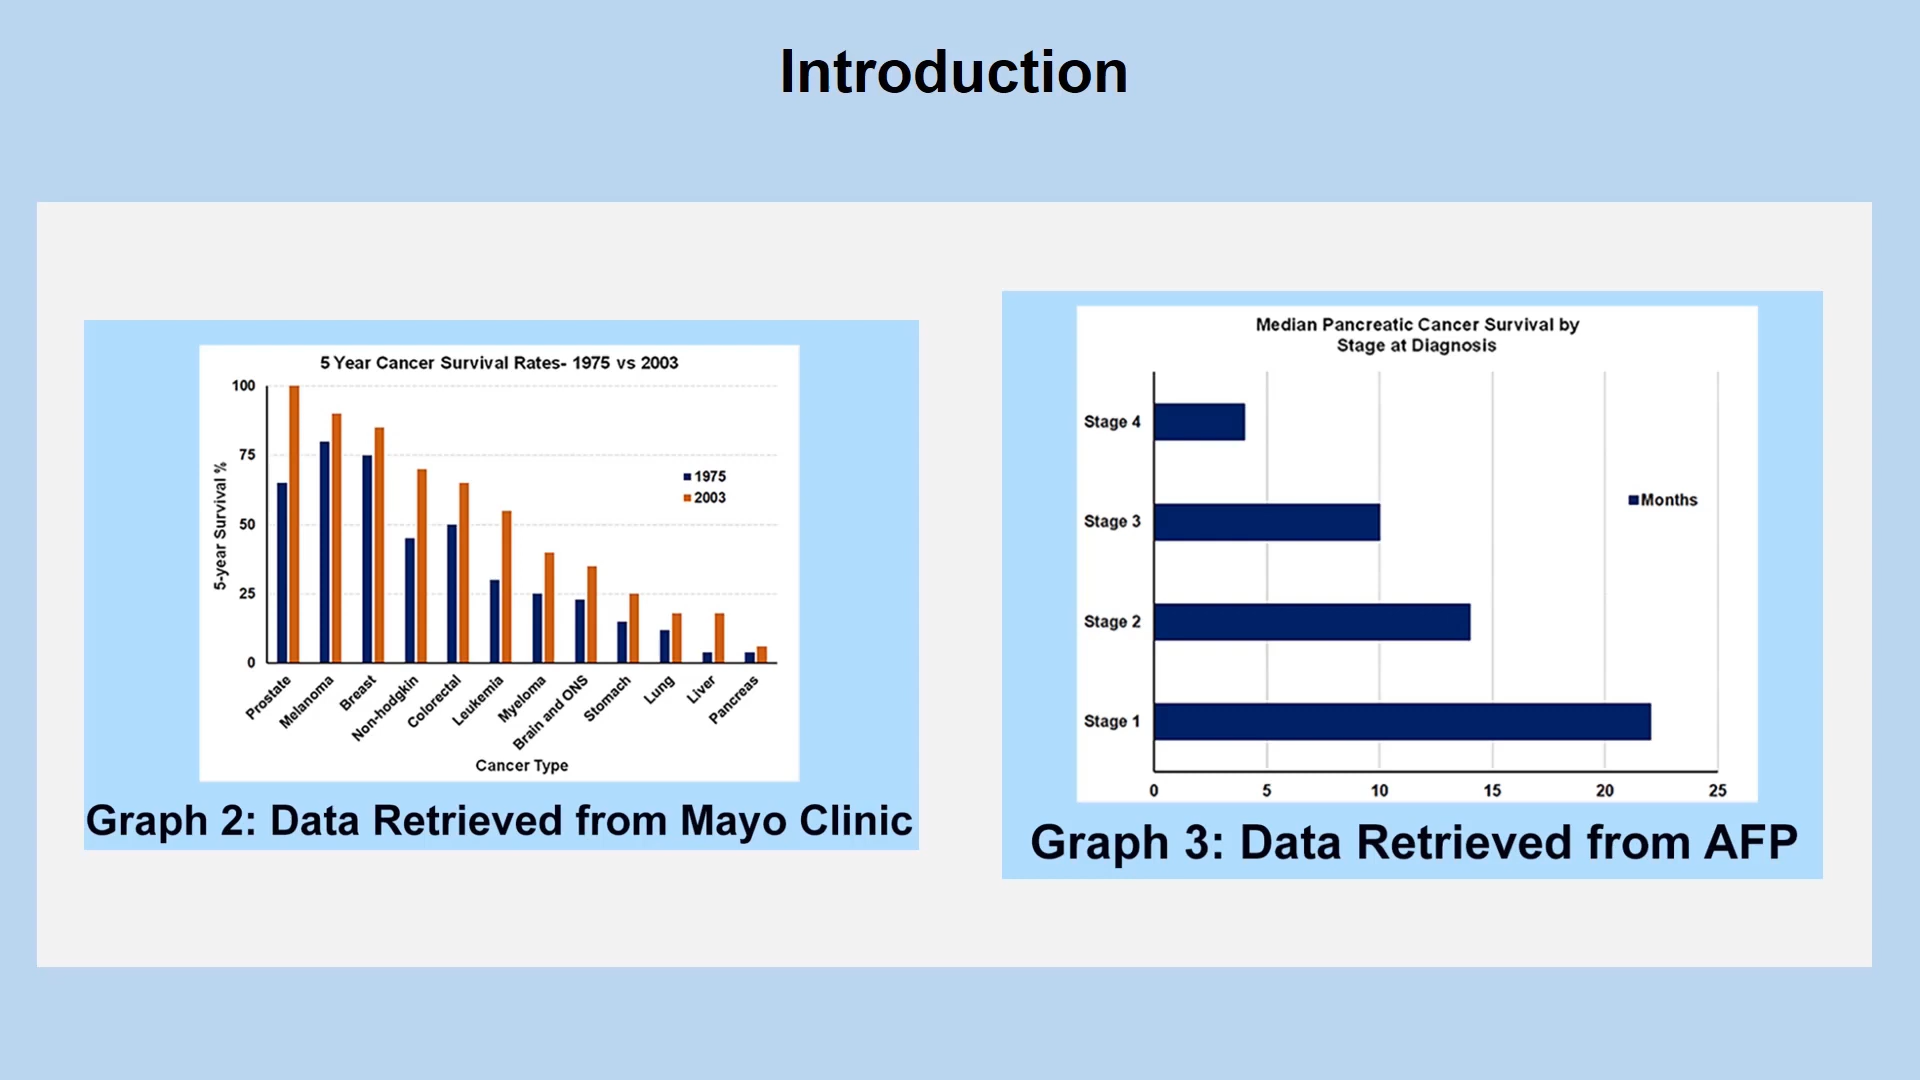 Introduction
5 Year Cancer Survival Rates- 1975 vs 2003
100
75
50
25
0
5-year Survival %
1975
2003
Prostate
Melanoma
Breast
Non-hodgkin
Colorectal
Leukemia
Myeloma
Brain and ONS
Stomach
Lung
Liver
Pancreas
Cancer Type
Graph 2: Data Retrieved from Mayo Clinic
Median Pancreatic Cancer Survival by
Stage at Diagnosis
Stage 4
Stage 3
Stage 2
Stage 1
Months
0 5 10 15 20 25
Graph 3: Data Retrieved from AFP